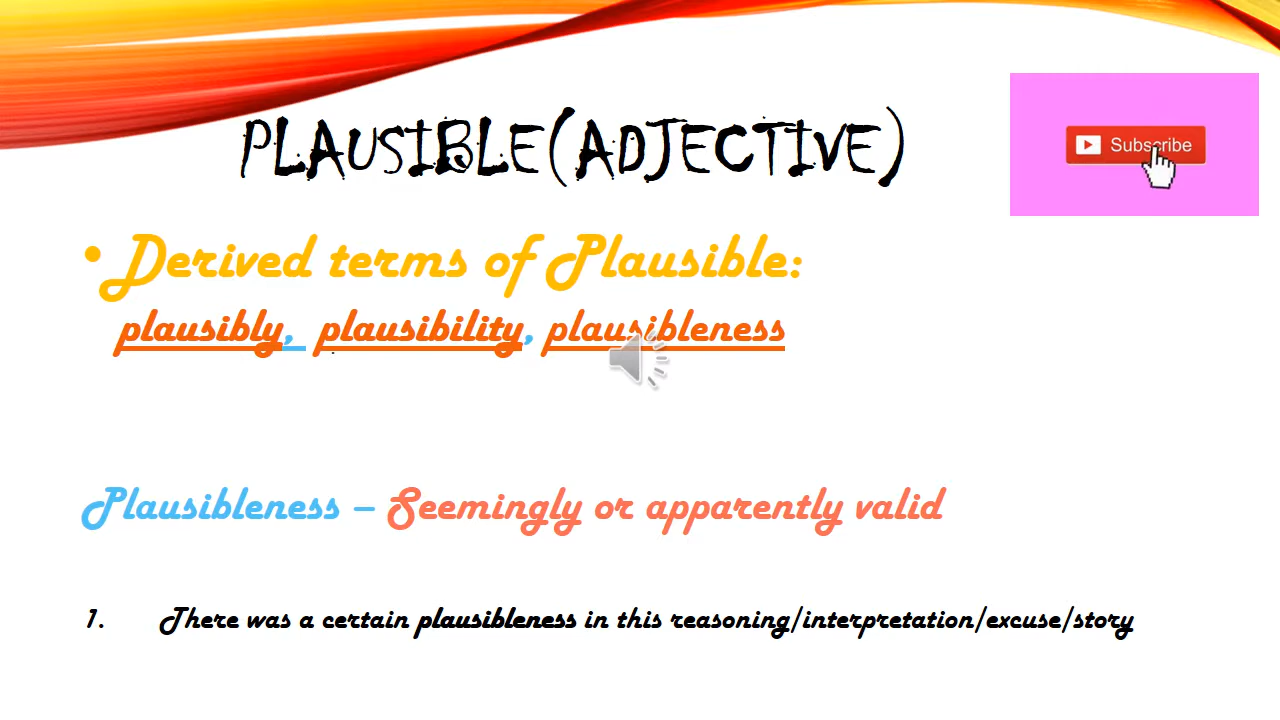 PLAUSIBLE(ADJECTIVE)
Subscribe
• Derived terms of Plausible:
plausibly, plausibility, plausibleness
Plausibleness – Seemingly or apparently valid
1. There was a certain plausibleness in this reasoning/interpretation/excuse/story